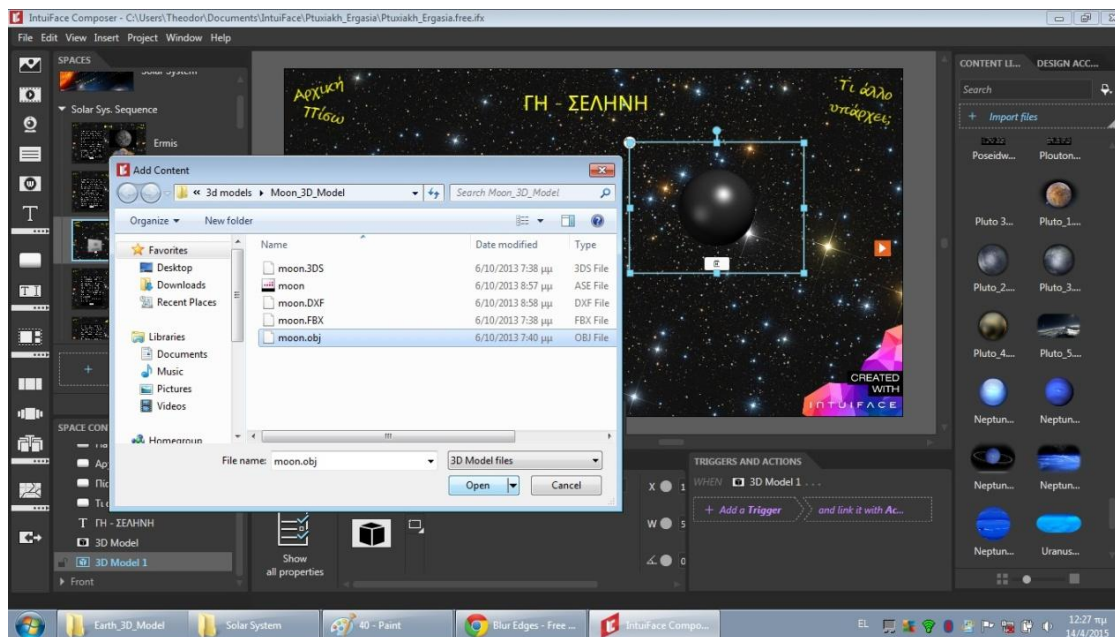 IntuiFace Composer - C:\Users\Theodor\Documents\IntuiFace\Ptuxiakh_Ergasia\Ptuxiakh_Ergasia.free.ifx
File Edit View Insert Project Window Help
SPACES
Solar System
Solar Sys. Sequence
Ermis
Αρχική
Πίσω
ΓΗ - ΣΕΛΗΝΗ
Τι άλλο
υπάρχει;
CREATED
WITH
INTUIFACE
Add Content
« 3d models ▸ Moon_3D_Model
Search Moon_3D_Model
Organize New folder
Favorites
Desktop
Downloads
Recent Places
Libraries
Documents
Music
Pictures
Videos
Homegroup
Name Date modified Type
moon.3DS 6/10/2013 7:38 μμ 3DS File
moon 6/10/2013 8:57 μμ ASE File
moon.DXF 6/10/2013 8:58 μμ DXF File
moon.FBX 6/10/2013 7:38 μμ FBX File
moon.obj 6/10/2013 7:40 μμ OBJ File
File name: moon.obj 3D Model files
Open Cancel
SPACE CON
ΓΗ - ΣΕΛΗΝΗ
3D Model
3D Model 1
Front
Show
all properties
X 1
W 5
0
TRIGGERS AND ACTIONS
WHEN 3D Model 1 . . .
+ Add a Trigger and link it with Ac...
CONTENT LI... DESIGN ACC...
Search
+ Import files
Poseidw... Plouton...
Pluto 3... Pluto_1....
Pluto_2.... Pluto_3....
Pluto_4.... Pluto_5....
Neptun... Neptun...
Neptun... Neptun...
Neptun... Uranus...
Earth_3D_Model Solar System 40 - Paint Blur Edges - Free ... IntuiFace Compo...
EL 12:27 πμ
14/4/2015